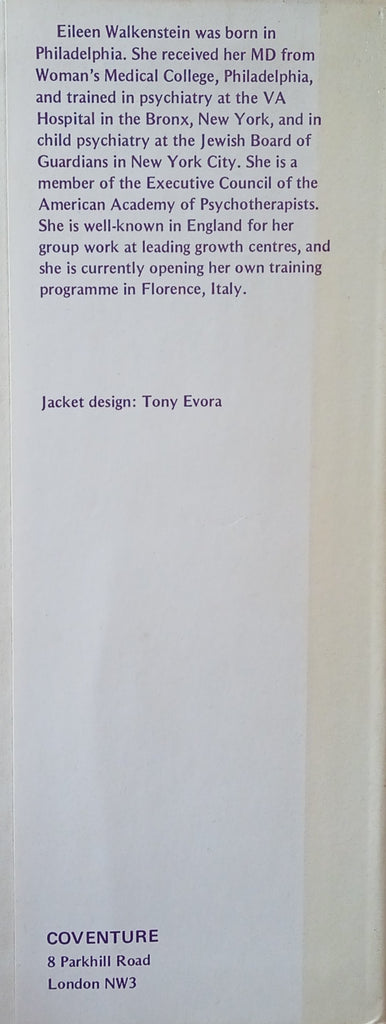 Eileen Walkenstein was born in
Philadelphia. She received her MD from
Woman's Medical College, Philadelphia,
and trained in psychiatry at the VA
Hospital in the Bronx, New York, and in
child psychiatry at the Jewish Board of
Guardians in New York City. She is a
member of the Executive Council of the
American Academy of Psychotherapists.
She is well-known in England for her
group work at leading growth centres, and
she is currently opening her own training
programme in Florence, Italy.
Jacket design: Tony Evora
COVENTURE
8 Parkhill Road
London NW3